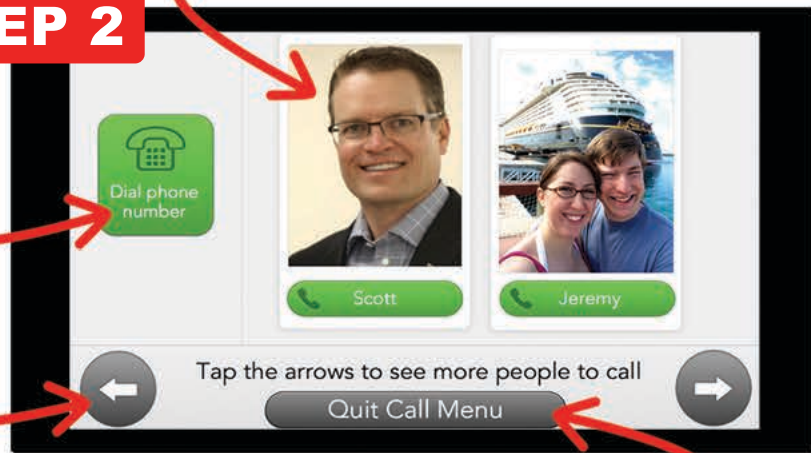 EP 2
Dial phone
number
Scott
Jeremy
Tap the arrows to see more people to call
Quit Call Menu